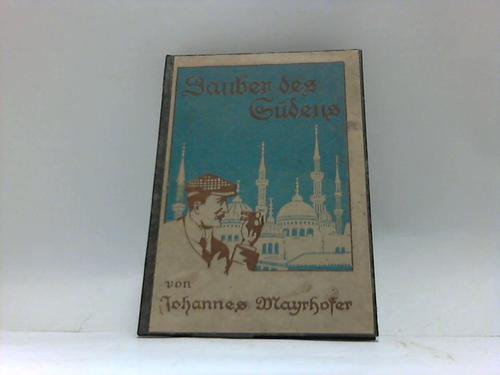 Zauber des
Südens
von
Johannes Mayrhofer